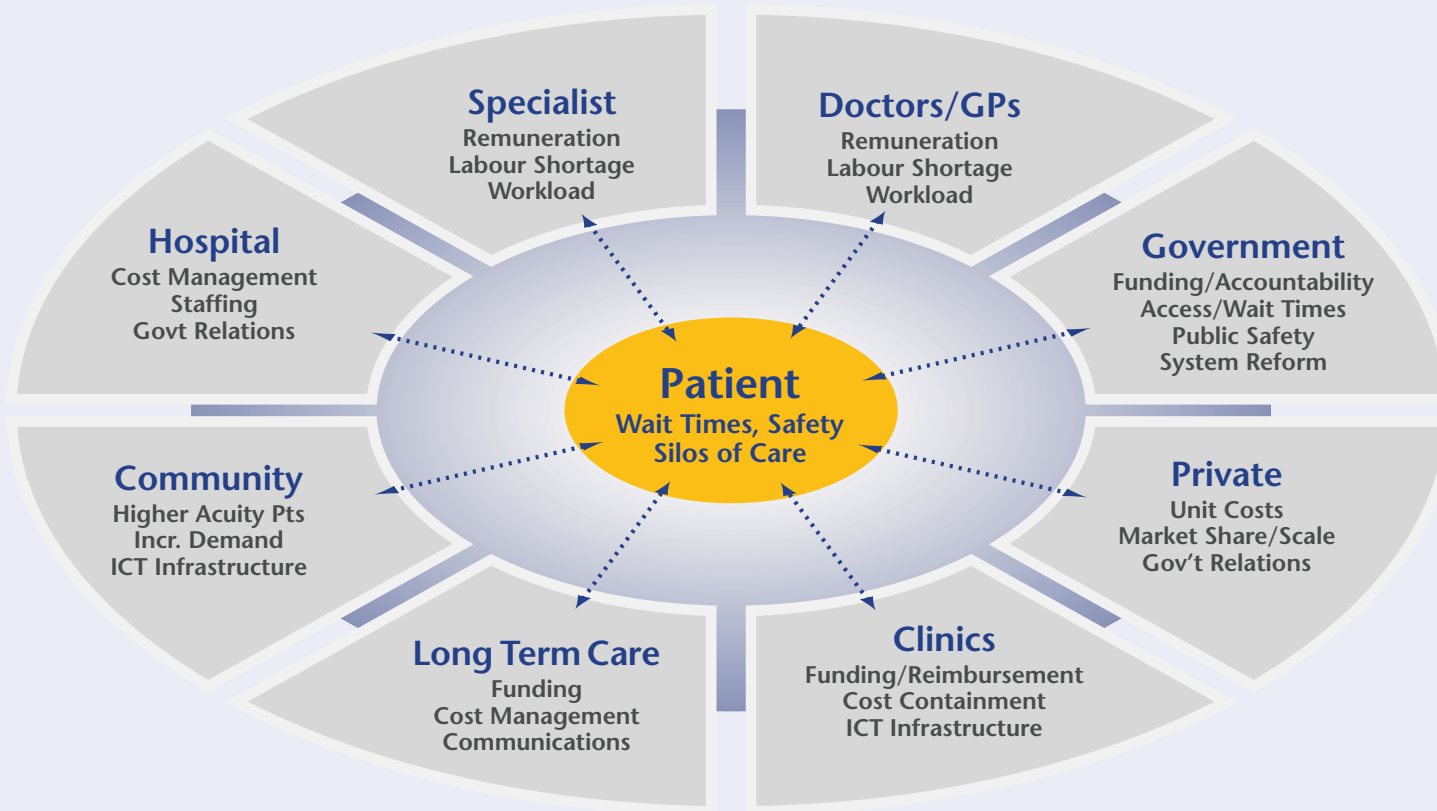 Specialist
Remuneration
Labour Shortage
Workload
Doctors/GPs
Remuneration
Labour Shortage
Workload
Hospital
Cost Management
Staffing
Govt Relations
Government
Funding/Accountability
Access/Wait Times
Public Safety
System Reform
Patient
Wait Times, Safety
Silos of Care
Community
Higher Acuity Pts
Incr. Demand
ICT Infrastructure
Private
Unit Costs
Market Share/Scale
Gov’t Relations
Long Term Care
Funding
Cost Management
Communications
Clinics
Funding/Reimbursement
Cost Containment
ICT Infrastructure